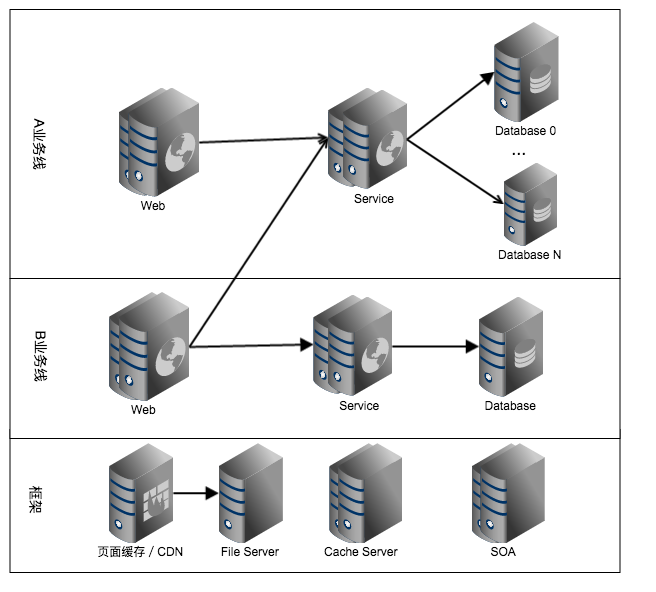 A业务线
Web
Service
Database 0
...
Database N
B业务线
Web
Service
Database
框架
页面缓存 / CDN
File Server
Cache Server
SOA